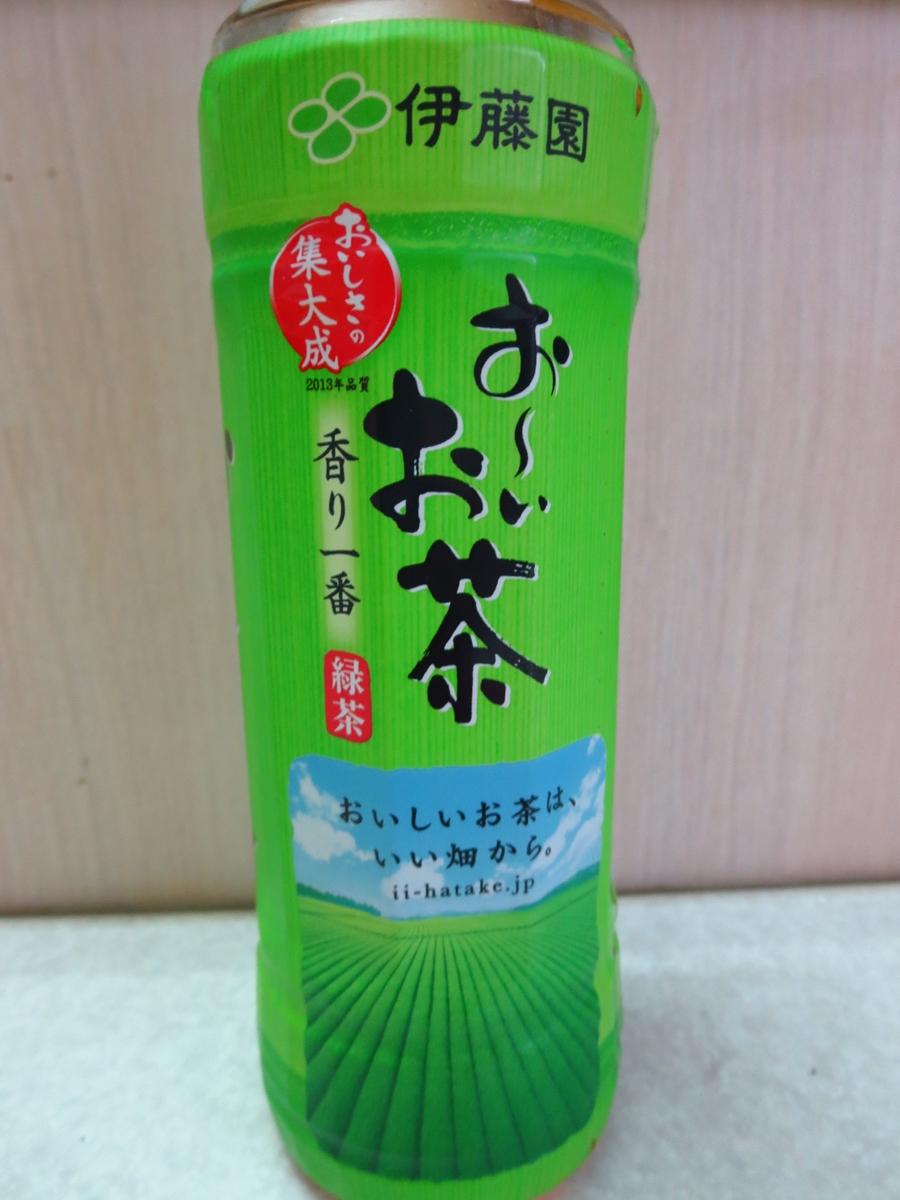 伊藤園
おいしさの
集大成
2013年品質
お〜い
お茶
香り一番
緑茶
おいしいお茶は、
いい畑から。
ii-hatake.jp